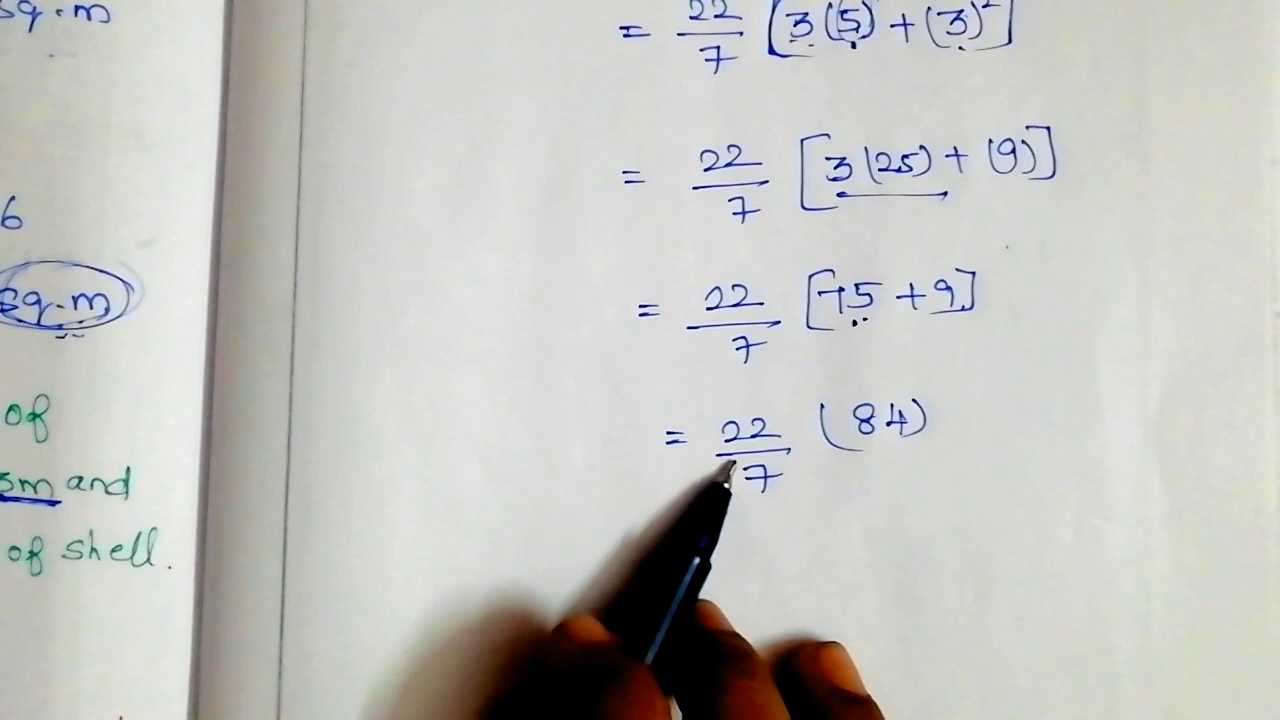 sq.m
6
sq.m
of
3m and
of shell.
= 22/7 [3(5) + (3)²]
= 22/7 [3(25) + (9)]
= 22/7 [75 + 9]
= 22/7 (84)